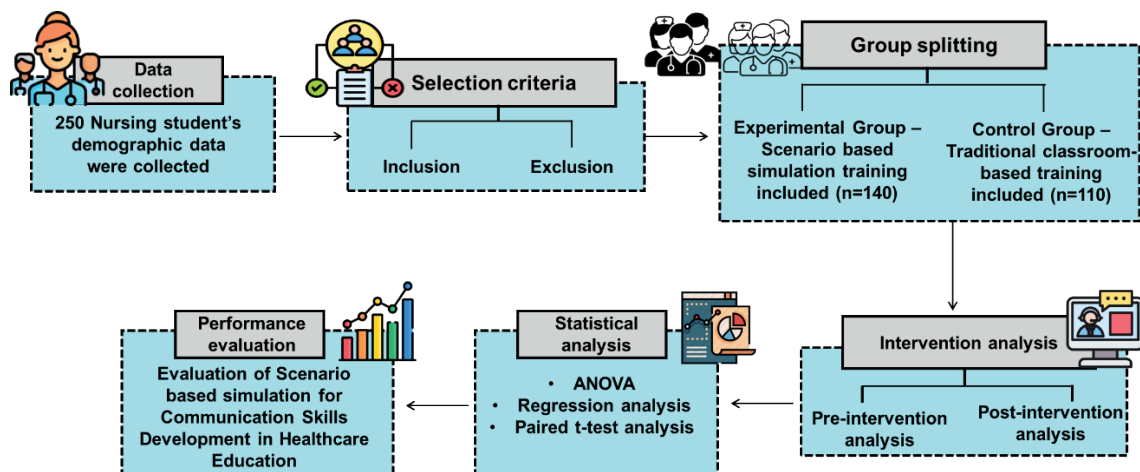 Data
collection
250 Nursing student's
demographic data
were collected
Selection criteria
Inclusion
Exclusion
Group splitting
Experimental Group –
Scenario based
simulation training
included (n=140)
Control Group –
Traditional classroom-
based training
included (n=110)
Intervention analysis
Pre-intervention
analysis
Post-intervention
analysis
Statistical
analysis
• ANOVA
• Regression analysis
• Paired t-test analysis
Performance
evaluation
Evaluation of Scenario
based simulation for
Communication Skills
Development in Healthcare
Education